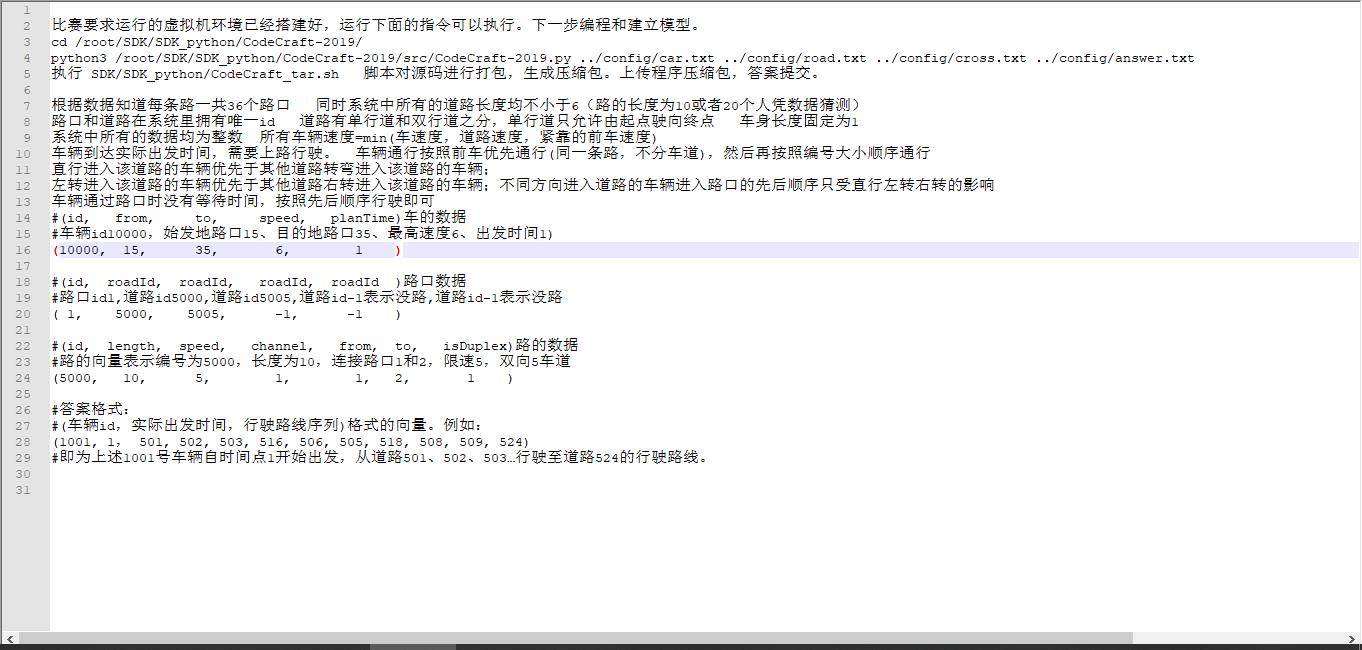 1
2 比赛要求运行的虚拟机环境已经搭建好，运行下面的指令可以执行。下一步编程和建立模型。
3 cd /root/SDK/SDK_python/CodeCraft-2019/
4 python3 /root/SDK/SDK_python/CodeCraft-2019/src/CodeCraft-2019.py ../config/car.txt ../config/road.txt ../config/cross.txt ../config/answer.txt
5 执行 SDK/SDK_python/CodeCraft_tar.sh 脚本对源码进行打包，生成压缩包。上传程序压缩包，答案提交。
6
7 根据数据知道每条路一共36个路口 同时系统中所有的道路长度均不小于6（路的长度为10或者20个人凭数据猜测）
8 路口和道路在系统里拥有唯一id 道路有单行道和双行道之分，单行道只允许由起点驶向终点 车身长度固定为1
9 系统中所有的数据均为整数 所有车辆速度=min(车速度，道路速度，紧靠的前车速度)
10 车辆到达实际出发时间，需要上路行驶。 车辆通行按照前车优先通行(同一条路，不分车道)，然后再按照编号大小顺序通行
11 直行进入该道路的车辆优先于其他道路转弯进入该道路的车辆；
12 左转进入该道路的车辆优先于其他道路右转进入该道路的车辆；不同方向进入道路的车辆进入路口的先后顺序只受直行左转右转的影响
13 车辆通过路口时没有等待时间，按照先后顺序行驶即可
14 #(id, from, to, speed, planTime)车的数据
15 #车辆id10000，始发地路口15、目的地路口35、最高速度6、出发时间1)
16 (10000, 15, 35, 6, 1 )
17
18 #(id, roadId, roadId, roadId, roadId )路口数据
19 #路口id1,道路id5000,道路id5005,道路id-1表示没路,道路id-1表示没路
20 ( 1, 5000, 5005, -1, -1 )
21
22 #(id, length, speed, channel, from, to, isDuplex)路的数据
23 #路的向量表示编号为5000，长度为10，连接路口1和2，限速5，双向5车道
24 (5000, 10, 5, 1, 1, 2, 1 )
25
26 #答案格式：
27 #(车辆id，实际出发时间，行驶路线序列)格式的向量。例如：
28 (1001, 1， 501, 502, 503, 516, 506, 505, 518, 508, 509, 524)
29 #即为上述1001号车辆自时间点1开始出发，从道路501、502、503…行驶至道路524的行驶路线。
30
31